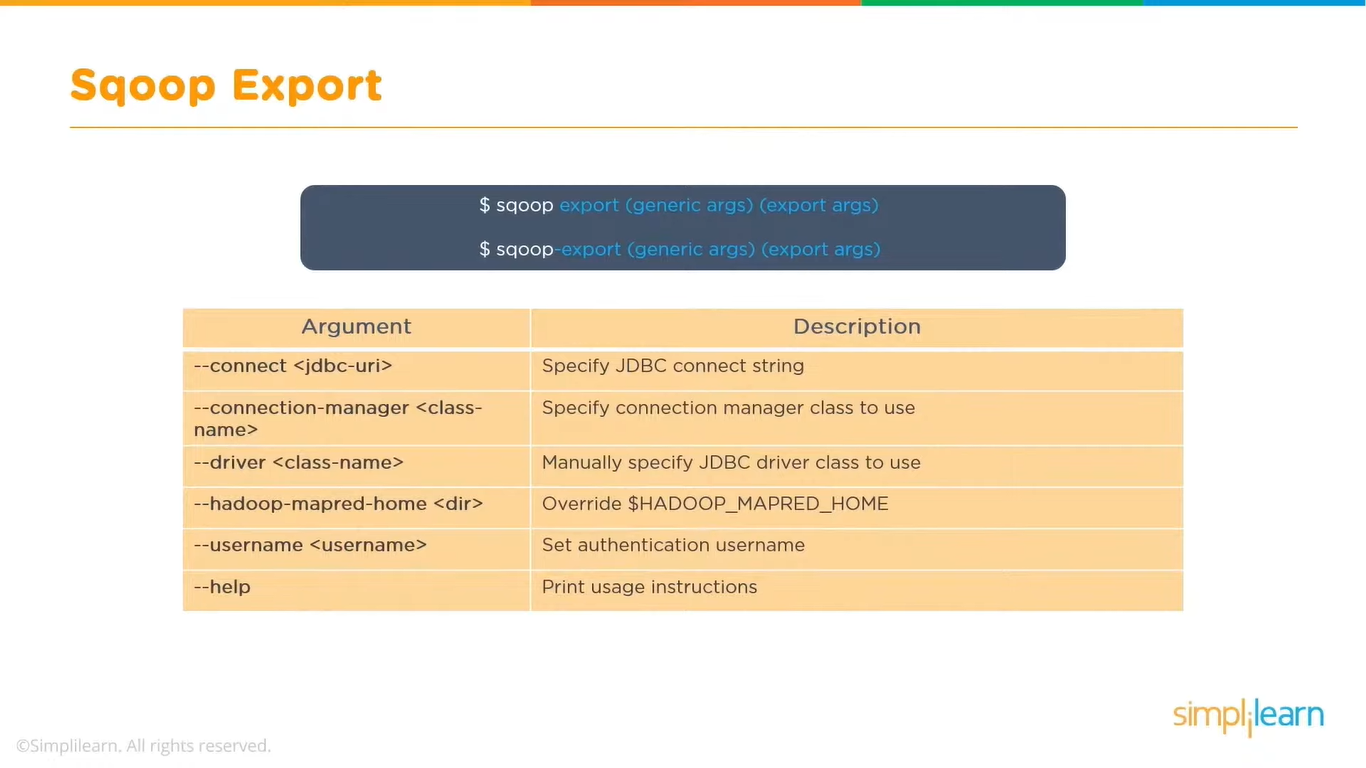 Sqoop Export
$ sqoop export (generic args) (export args)
$ sqoop-export (generic args) (export args)
Argument Description
--connect <jdbc-uri> Specify JDBC connect string
--connection-manager <class- Specify connection manager class to use
name>
--driver <class-name> Manually specify JDBC driver class to use
--hadoop-mapred-home <dir> Override $HADOOP_MAPRED_HOME
--username <username> Set authentication username
--help Print usage instructions
simplilearn
©Simplilearn. All rights reserved.